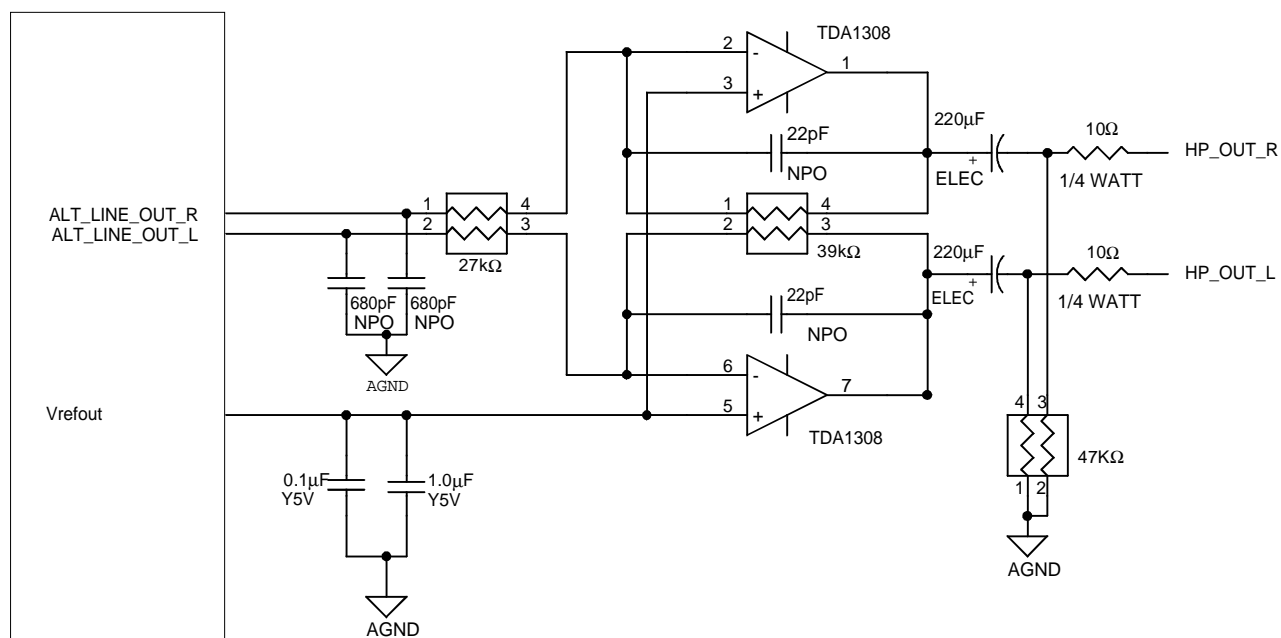 TDA1308
2
-
1
3
+
22pF
NPO
220µF
+
ELEC
10Ω
1/4 WATT
HP_OUT_R
ALT_LINE_OUT_R
ALT_LINE_OUT_L
1
4
2
3
27kΩ
1
4
2
3
39kΩ
680pF
NPO
680pF
NPO
AGND
220µF
+
ELEC
10Ω
1/4 WATT
HP_OUT_L
22pF
NPO
6
-
7
5
+
TDA1308
Vrefout
0.1µF
Y5V
1.0µF
Y5V
AGND
4
3
47KΩ
1
2
AGND